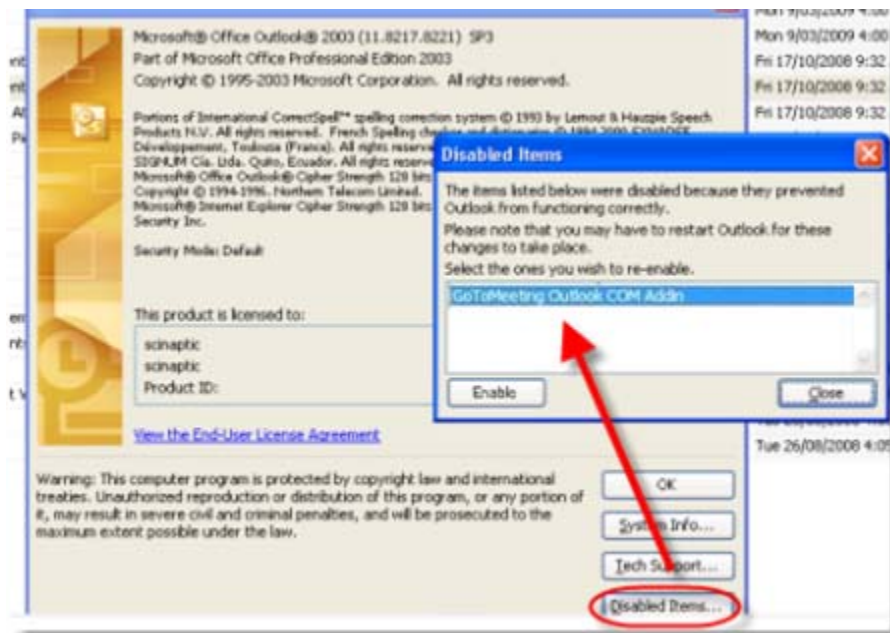 Microsoft® Office Outlook® 2003 (11.8217.8221) SP3
Part of Microsoft Office Professional Edition 2003
Copyright © 1995-2003 Microsoft Corporation. All rights reserved.
Portions of International CorrectSpell™ spelling correction system © 1993 by Lernout & Hauspie Speech
Products N.V. All rights reserved. French Spelling
Développement, Toulouse (France). All rights
SIGNUM Cía. Ltda. Quito, Ecuador. All rights
Microsoft® Office Outlook® Cipher Strength 128 bits
Copyright © 1994-1996. Northern Telecom Limited.
Microsoft® Internet Explorer Cipher Strength 128 bits
Security Inc.
Security Mode: Default
This product is licensed to:
scinaptic
scinaptic
Product ID:
View the End-User License Agreement
Warning: This computer program is protected by copyright law and international
treaties. Unauthorized reproduction or distribution of this program, or any portion of
it, may result in severe civil and criminal penalties, and will be prosecuted to the
maximum extent possible under the law.
OK
System Info...
Tech Support...
Disabled Items...
Disabled Items
The items listed below were disabled because they prevented
Outlook from functioning correctly.
Please note that you may have to restart Outlook for these
changes to take place.
Select the ones you wish to re-enable.
GoToMeeting Outlook COM Addin
Enable
Close
Mon 9/03/2009 4:00
Mon 9/03/2009 4:00
Fri 17/10/2008 9:32
Fri 17/10/2008 9:32
Fri 17/10/2008 9:32
Tue 26/08/2008 4:05